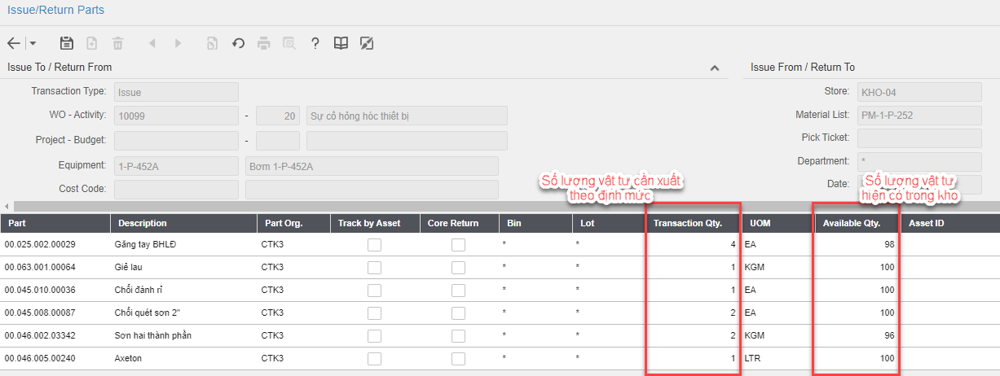 Issue/Return Parts
Issue To / Return From
Issue From / Return To
Transaction Type: Issue
Store: KHO-04
WO - Activity: 10099 - 20 Sự cố hỏng hóc thiết bị
Material List: PM-1-P-252
Project - Budget: -
Pick Ticket:
Equipment: 1-P-452A Bơm 1-P-452A
Department: *
Cost Code:
Date:
Số lượng vật tư cần xuất
theo định mức
Số lượng vật tư
hiện có trong kho
Part Description Part Org. Track by Asset Core Return Bin Lot Transaction Qty. UOM Available Qty. Asset ID
00.025.002.00029 Găng tay BHLĐ CTK3 * * 4 EA 98
00.063.001.00064 Giẻ lau CTK3 * * 1 KGM 100
00.045.010.00036 Chổi đánh rỉ CTK3 * * 1 EA 100
00.045.008.00087 Chổi quét sơn 2" CTK3 * * 2 EA 100
00.046.002.03342 Sơn hai thành phần CTK3 * * 2 KGM 96
00.046.005.00240 Axeton CTK3 * * 1 LTR 100